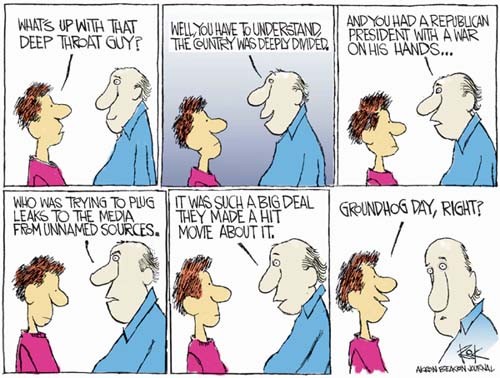 WHAT'S UP WITH THAT
DEEP THROAT GUY?
WELL, YOU HAVE TO UNDERSTAND
THE COUNTRY WAS DEEPLY DIVIDED.
AND YOU HAD A REPUBLICAN
PRESIDENT WITH A WAR
ON HIS HANDS...
WHO WAS TRYING TO PLUG
LEAKS TO THE MEDIA
FROM UNNAMED SOURCES.
IT WAS SUCH A BIG DEAL
THEY MADE A HIT
MOVIE ABOUT IT.
GROUNDHOG DAY, RIGHT?
AKRON BEACON JOURNAL